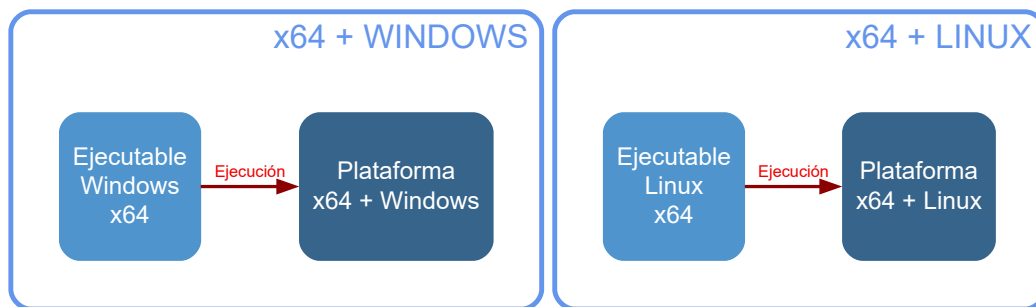 x64 + WINDOWS
Ejecutable
Windows
x64
Ejecución
Plataforma
x64 + Windows
x64 + LINUX
Ejecutable
Linux
x64
Ejecución
Plataforma
x64 + Linux